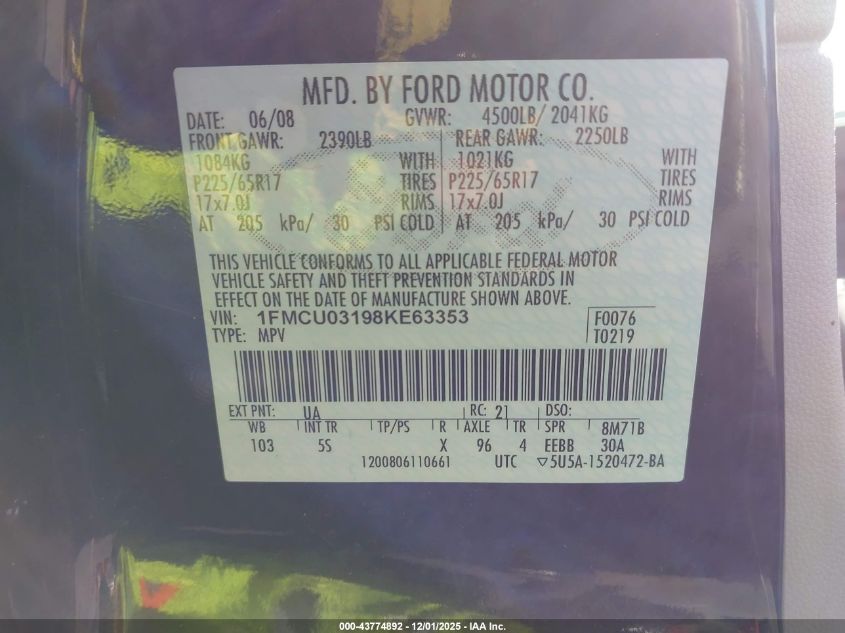 MFD. BY FORD MOTOR CO.
DATE: 06/08 GVWR: 4500LB/ 2041KG
FRONT GAWR: 2390LB REAR GAWR: 2250LB
1084KG WITH 1021KG WITH
P225/65R17 TIRES P225/65R17 TIRES
17x7.0J RIMS 17x7.0J RIMS
AT 205 kPa/ 30 PSI COLD AT 205 kPa/ 30 PSI COLD
THIS VEHICLE CONFORMS TO ALL APPLICABLE FEDERAL MOTOR
VEHICLE SAFETY AND THEFT PREVENTION STANDARDS IN
EFFECT ON THE DATE OF MANUFACTURE SHOWN ABOVE.
VIN: 1FMCU03198KE63353 F0076
TYPE: MPV T0219
EXT PNT: UA RC: 21 DSO:
WB INT TR TP/PS R AXLE TR SPR 8M71B
103 5S X 96 4 EEBB 30A
1200806110661 UTC ▽5U5A-1520472-BA
000-43774892 - 12/01/2025 - IAA Inc.